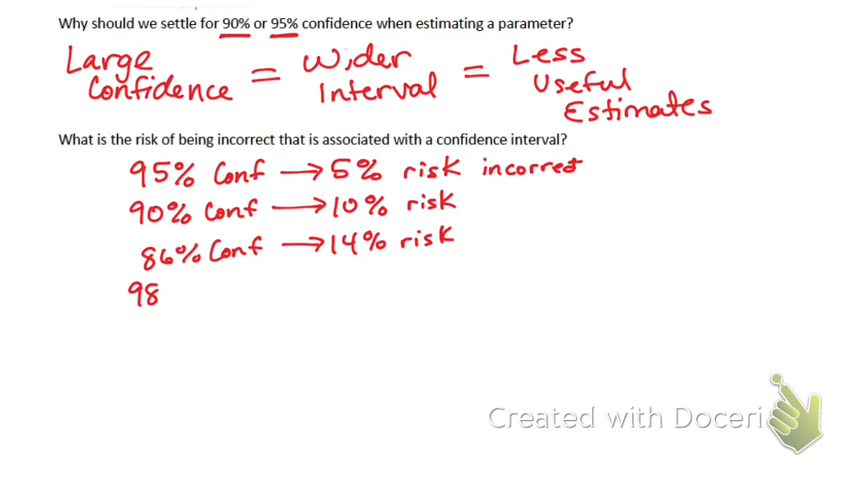 Why should we settle for 90% or 95% confidence when estimating a parameter?
Large Confidence = Wider Interval = Less Useful Estimates
What is the risk of being incorrect that is associated with a confidence interval?
95% Conf → 5% risk incorrect
90% Conf → 10% risk
86% Conf → 14% risk
98
Created with Doceri